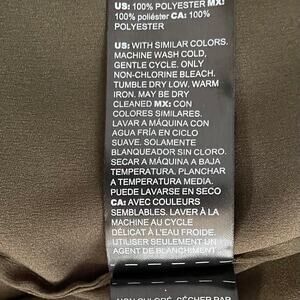 US: 100% POLYESTER MX:
100% poliéster CA: 100%
POLYESTER
US: WITH SIMILAR COLORS.
MACHINE WASH COLD,
GENTLE CYCLE. ONLY
NON-CHLORINE BLEACH.
TUMBLE DRY LOW. WARM
IRON. MAY BE DRY
CLEANED MX: CON
COLORES SIMILARES.
LAVAR A MÁQUINA CON
AGUA FRÍA EN CICLO
SUAVE. SOLAMENTE
BLANQUEADOR SIN CLORO.
SECAR A MÁQUINA A BAJA
TEMPERATURA. PLANCHAR
A TEMPERATURA MEDIA.
PUEDE LAVARSE EN SECO
CA: AVEC COULEURS
SEMBLABLES. LAVER À LA
MACHINE AU CYCLE
DÉLICAT À L'EAU FROIDE.
UTILISER SEULEMENT UN
AGENT DE BLANCHIMENT
NON CHLORÉ. SÉCHER PAR